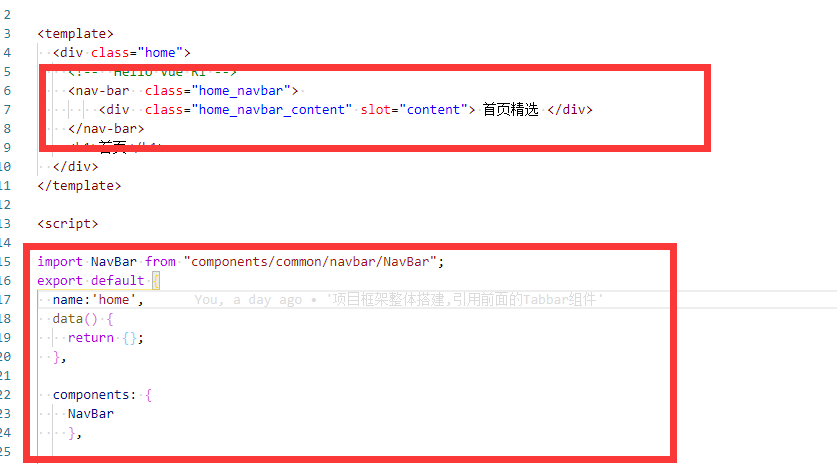 2
3 <template>
4 <div class="home">
5 <!-- Hello Vue Ri -->
6 <nav-bar class="home_navbar">
7 <div class="home_navbar_content" slot="content"> 首页精选 </div>
8 </nav-bar>
9 <h1>首页</h1>
10 </div>
11 </template>
12
13 <script>
14
15 import NavBar from "components/common/navbar/NavBar";
16 export default {
17 name:'home', You, a day ago • '项目框架整体搭建,引用前面的Tabbar组件'
18 data() {
19 return {};
20 },
21
22 components: {
23 NavBar
24 },
25